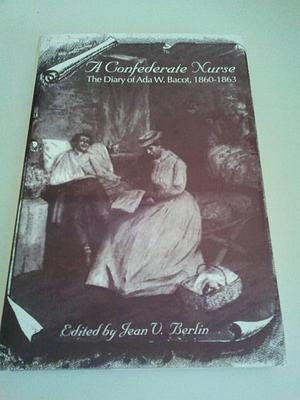 A Confederate Nurse
The Diary of Ada W. Bacot, 1860-1863
Edited by Jean V. Berlin